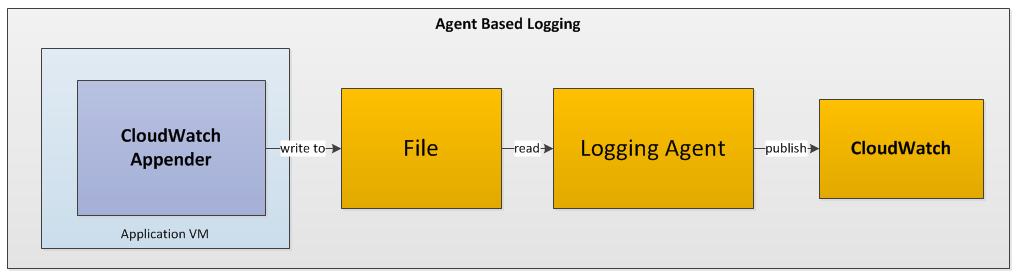 Agent Based Logging
CloudWatch
Appender
write to
File
read
Logging Agent
publish
CloudWatch
Application VM